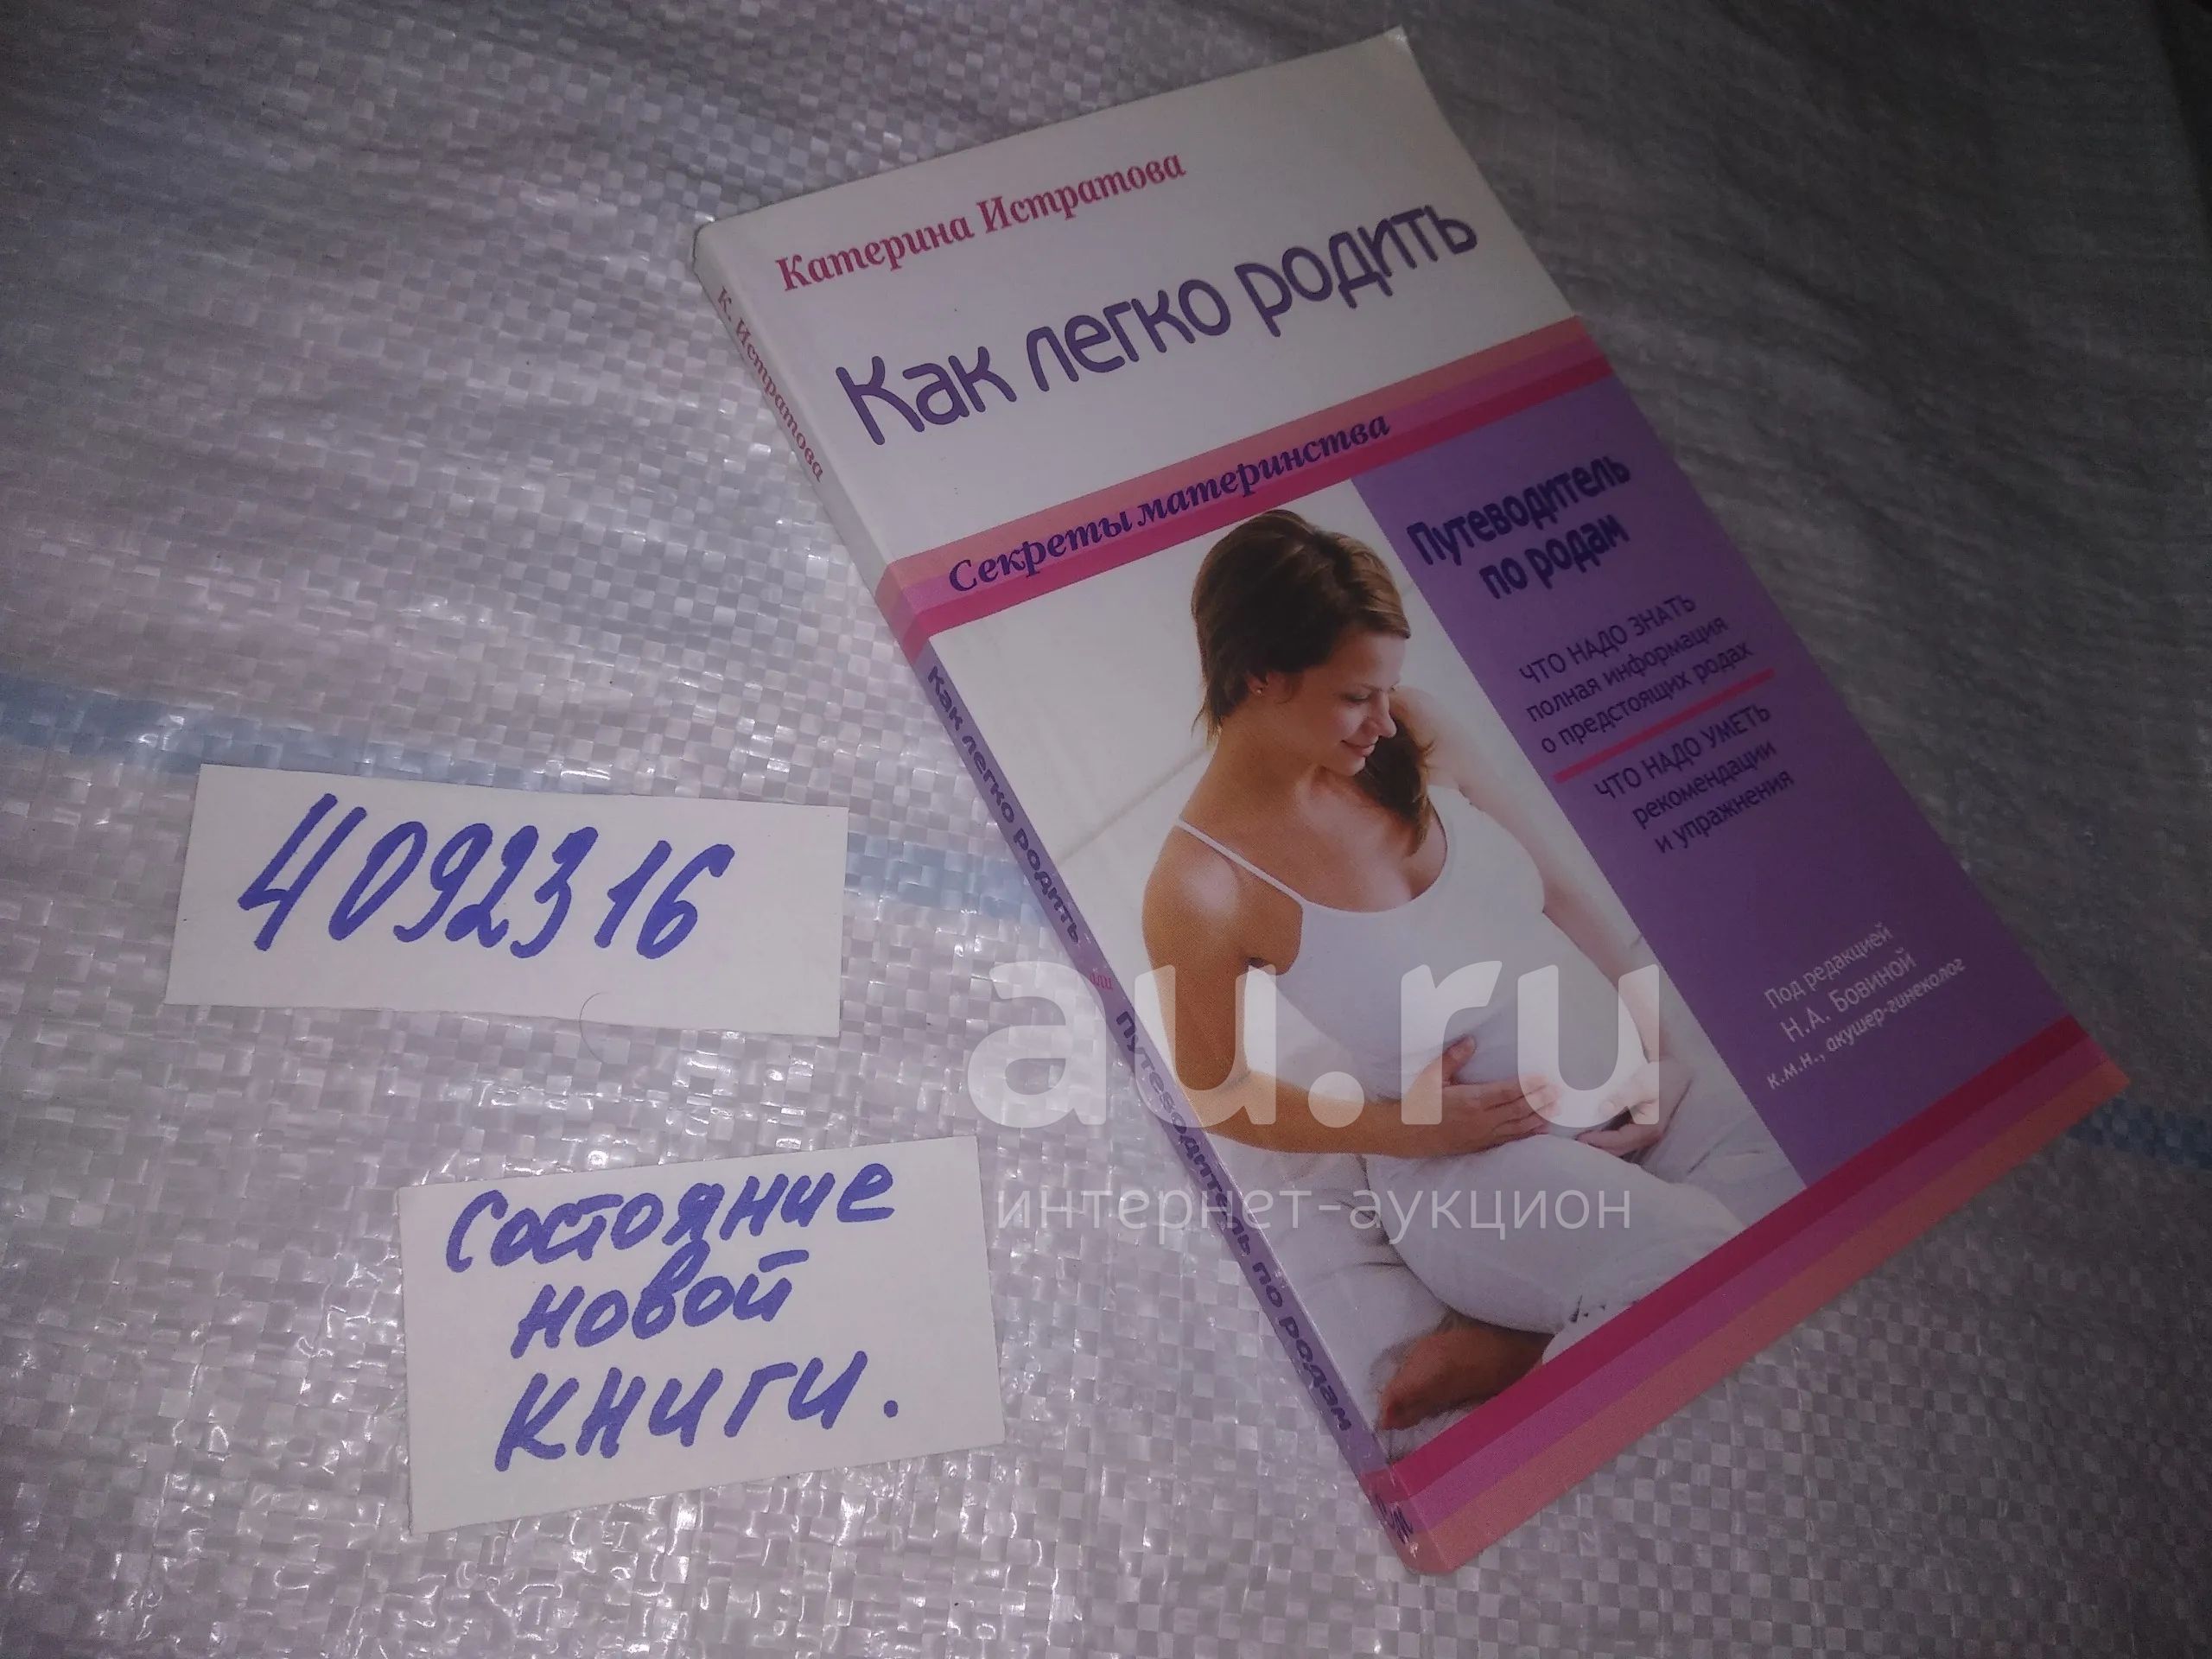 Катерина Истратова
Как легко родить
Секреты материнства
Путеводитель
по родам
ЧТО НАДО ЗНАТЬ
полная информация
о предстоящих родах
ЧТО НАДО УМЕТЬ
рекомендации
и упражнения
Под редакцией
Н.А. Бовиной
к.м.н., акушер-гинеколог
К. Истратова
Как легко родить или Путеводитель по родам
4092316
Состояние
новой
книги.
au.ru
интернет-аукцион